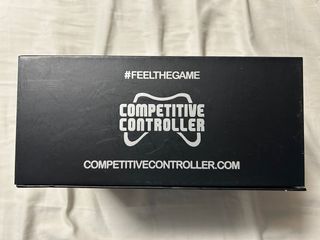 #FEELTHEGAME
COMPETITIVE
CONTROLLER
COMPETITIVECONTROLLER.COM